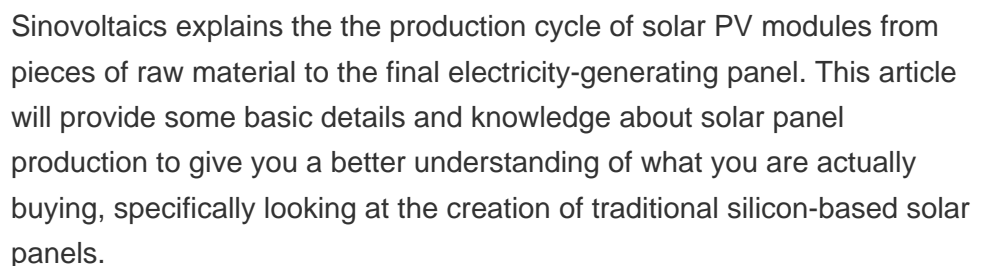 Sinovoltaics explains the the production cycle of solar PV modules from
pieces of raw material to the final electricity-generating panel. This article
will provide some basic details and knowledge about solar panel
production to give you a better understanding of what you are actually
buying, specifically looking at the creation of traditional silicon-based solar
panels.